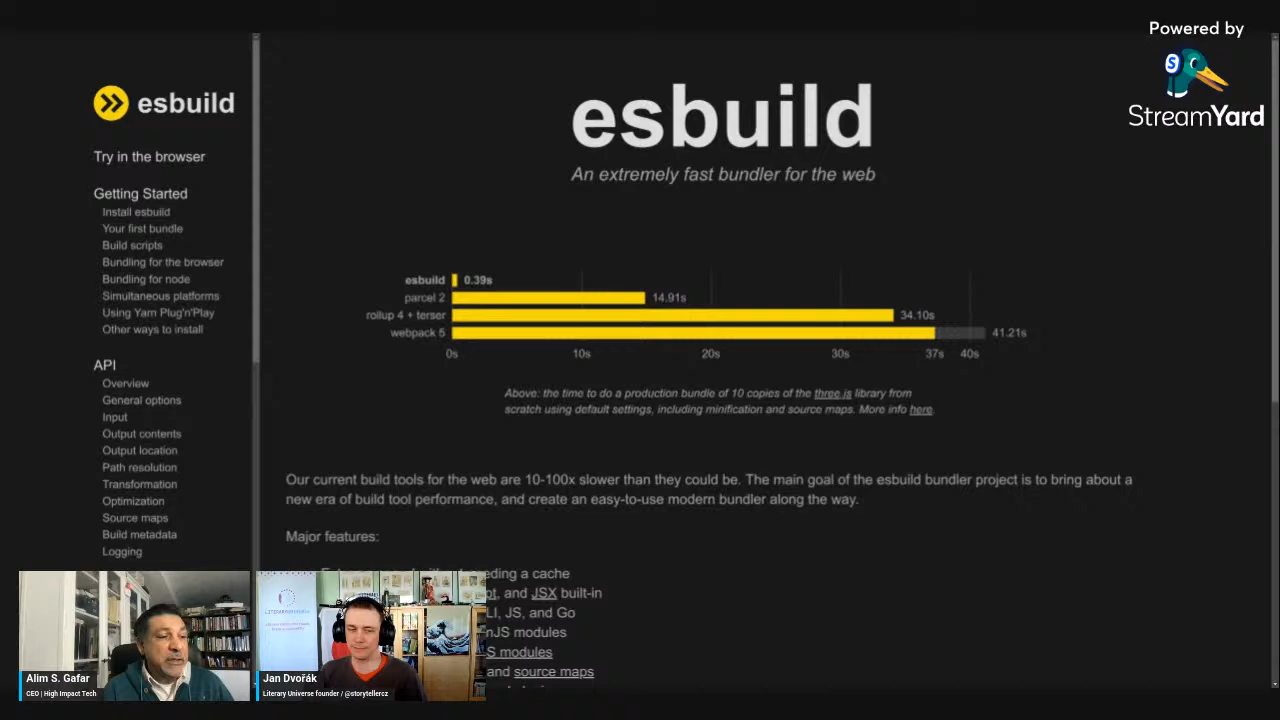 Powered by
StreamYard
esbuild
Try in the browser
Getting Started
Install esbuild
Your first bundle
Build scripts
Bundling for the browser
Bundling for node
Simultaneous platforms
Using Yarn Plug'n'Play
Other ways to install
API
Overview
General options
Input
Output contents
Output location
Path resolution
Transformation
Optimization
Source maps
Build metadata
Logging
esbuild
An extremely fast bundler for the web
esbuild 0.39s
parcel 2 14.91s
rollup 4 + terser 34.10s
webpack 5 41.21s
0s 10s 20s 30s 37s 40s
Above: the time to do a production bundle of 10 copies of the three.js library from
scratch using default settings, including minification and source maps. More info here.
Our current build tools for the web are 10-100x slower than they could be. The main goal of the esbuild bundler project is to bring about a
new era of build tool performance, and create an easy-to-use modern bundler along the way.
Major features:
a cache
and JSX built-in
LI, JS, and Go
nJS modules
S modules
and source maps
Alim S. Gafar
CEO | High Impact Tech
Jan Dvořák
Literary Universe founder / @storytellercz